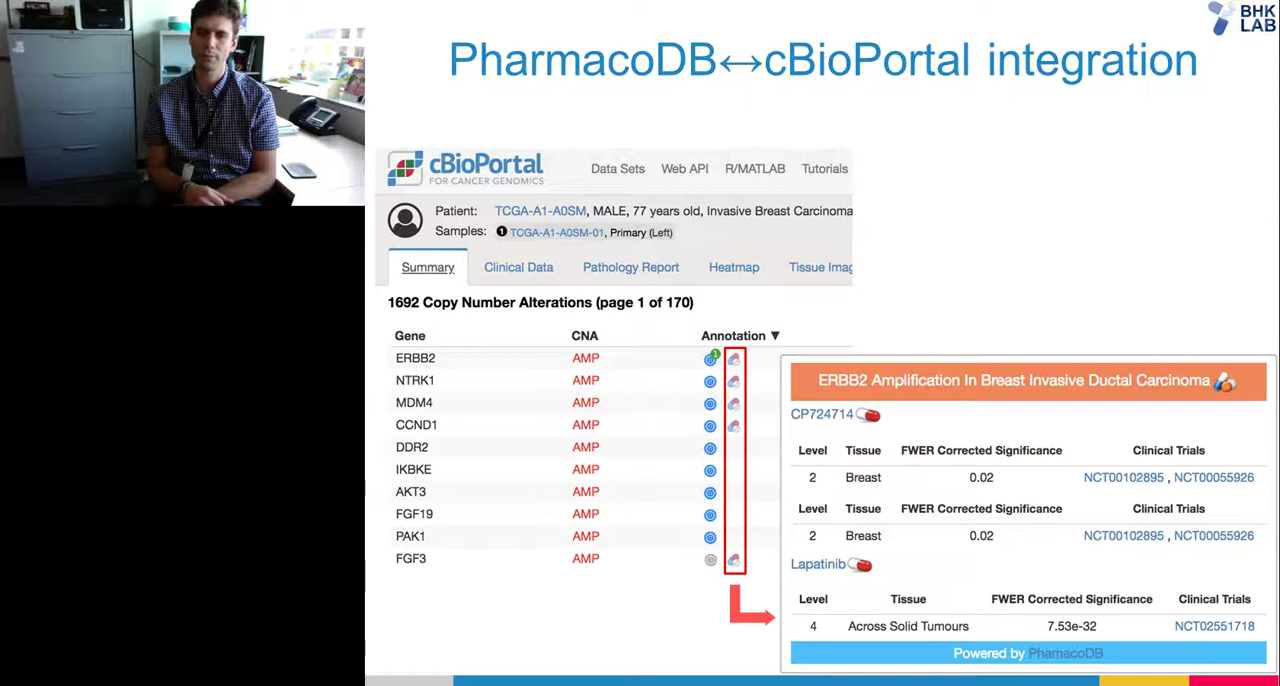 BHK
LAB
PharmacoDB↔cBioPortal integration
cBioPortal
FOR CANCER GENOMICS
Data Sets Web API R/MATLAB Tutorials
Patient: TCGA-A1-A0SM, MALE, 77 years old, Invasive Breast Carcinoma
Samples: 1 TCGA-A1-A0SM-01, Primary (Left)
Summary Clinical Data Pathology Report Heatmap Tissue Imag
1692 Copy Number Alterations (page 1 of 170)
Gene CNA Annotation ▼
ERBB2 AMP 1
NTRK1 AMP
MDM4 AMP
CCND1 AMP
DDR2 AMP
IKBKE AMP
AKT3 AMP
FGF19 AMP
PAK1 AMP
FGF3 AMP
ERBB2 Amplification In Breast Invasive Ductal Carcinoma
CP724714
Level Tissue FWER Corrected Significance Clinical Trials
2 Breast 0.02 NCT00102895 , NCT00055926
Level Tissue FWER Corrected Significance Clinical Trials
2 Breast 0.02 NCT00102895 , NCT00055926
Lapatinib
Level Tissue FWER Corrected Significance Clinical Trials
4 Across Solid Tumours 7.53e-32 NCT02551718
Powered by PhamacoDB